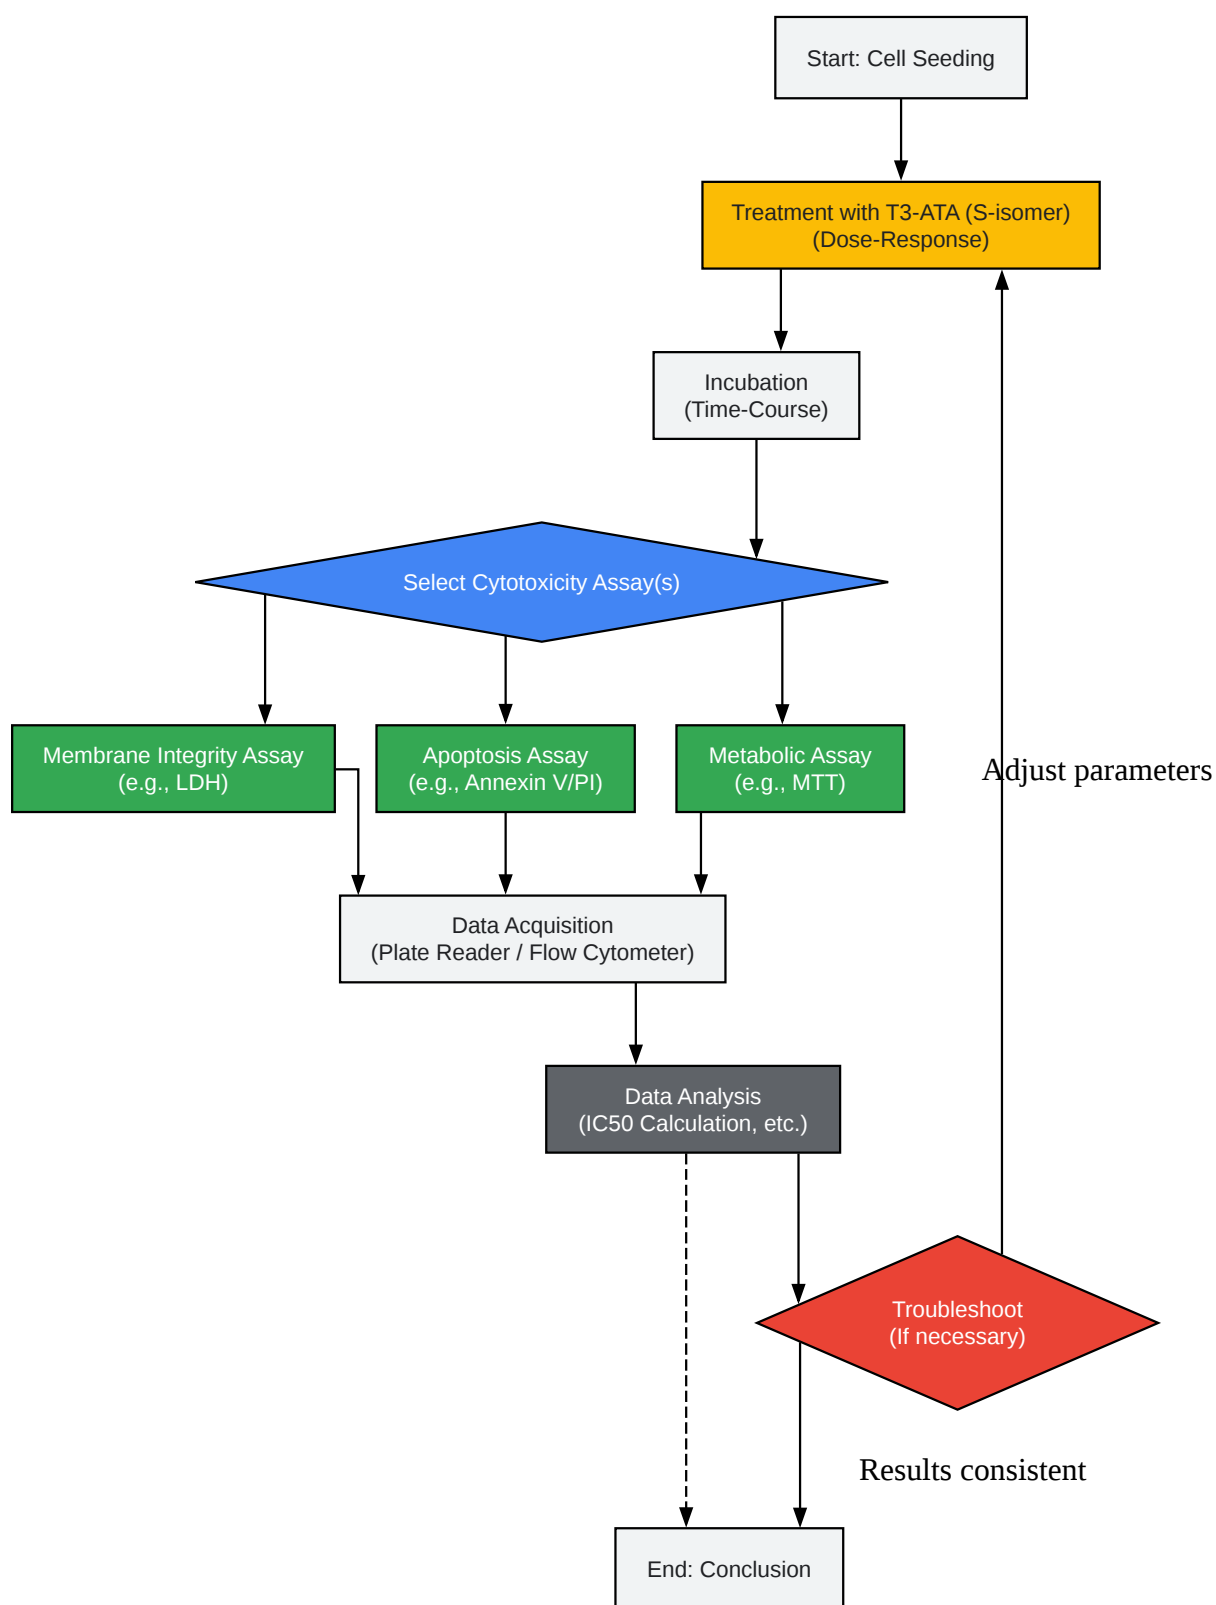 Start: Cell Seeding
Treatment with T3-ATA (S-isomer)
(Dose-Response)
Incubation
(Time-Course)
Select Cytotoxicity Assay(s)
Membrane Integrity Assay
(e.g., LDH)
Apoptosis Assay
(e.g., Annexin V/PI)
Metabolic Assay
(e.g., MTT)
Adjust parameters
Data Acquisition
(Plate Reader / Flow Cytometer)
Data Analysis
(IC50 Calculation, etc.)
Troubleshoot
(If necessary)
Results consistent
End: Conclusion